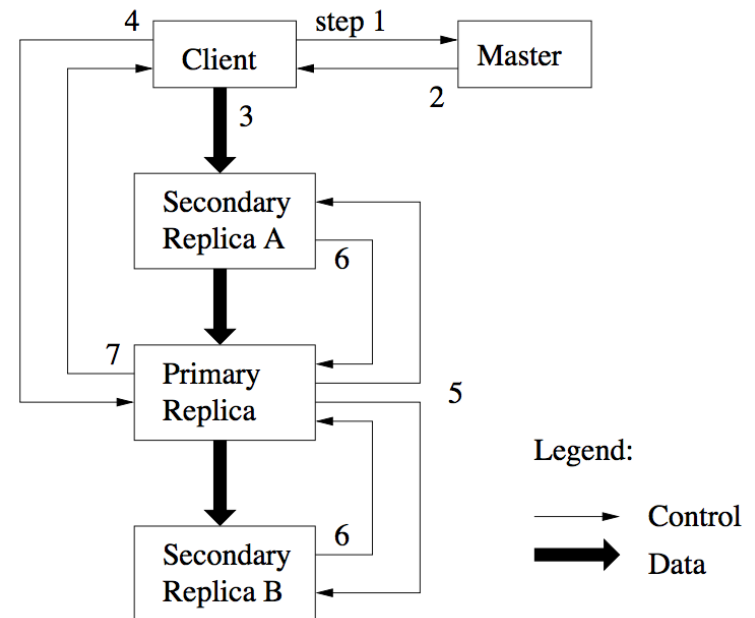 4
step 1
Client
Master
2
3
Secondary
Replica A
6
7
Primary
Replica
5
Legend:
Control
6
Secondary
Replica B
Data